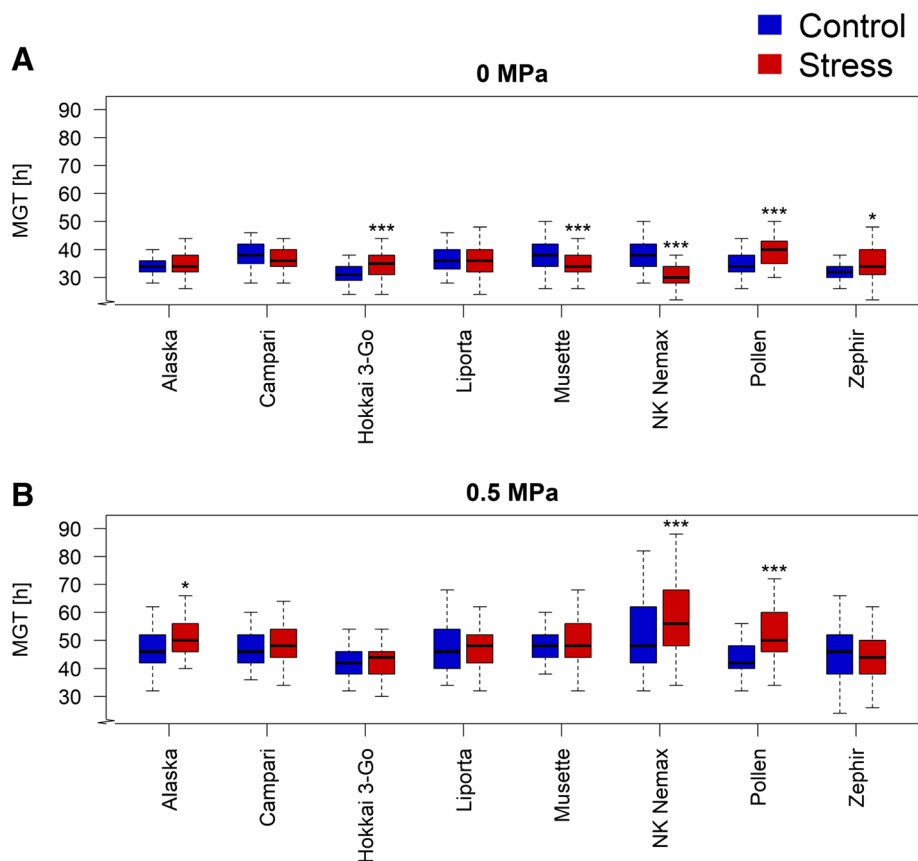 Control
Stress
A
0 MPa
MGT [h]
90
80
70
60
50
40
30
***
***
***
***
*
Alaska
Campari
Hokkai 3-Go
Liporta
Musette
NK Nemax
Pollen
Zephir
B
0.5 MPa
MGT [h]
90
80
70
60
50
40
30
*
***
***
Alaska
Campari
Hokkai 3-Go
Liporta
Musette
NK Nemax
Pollen
Zephir